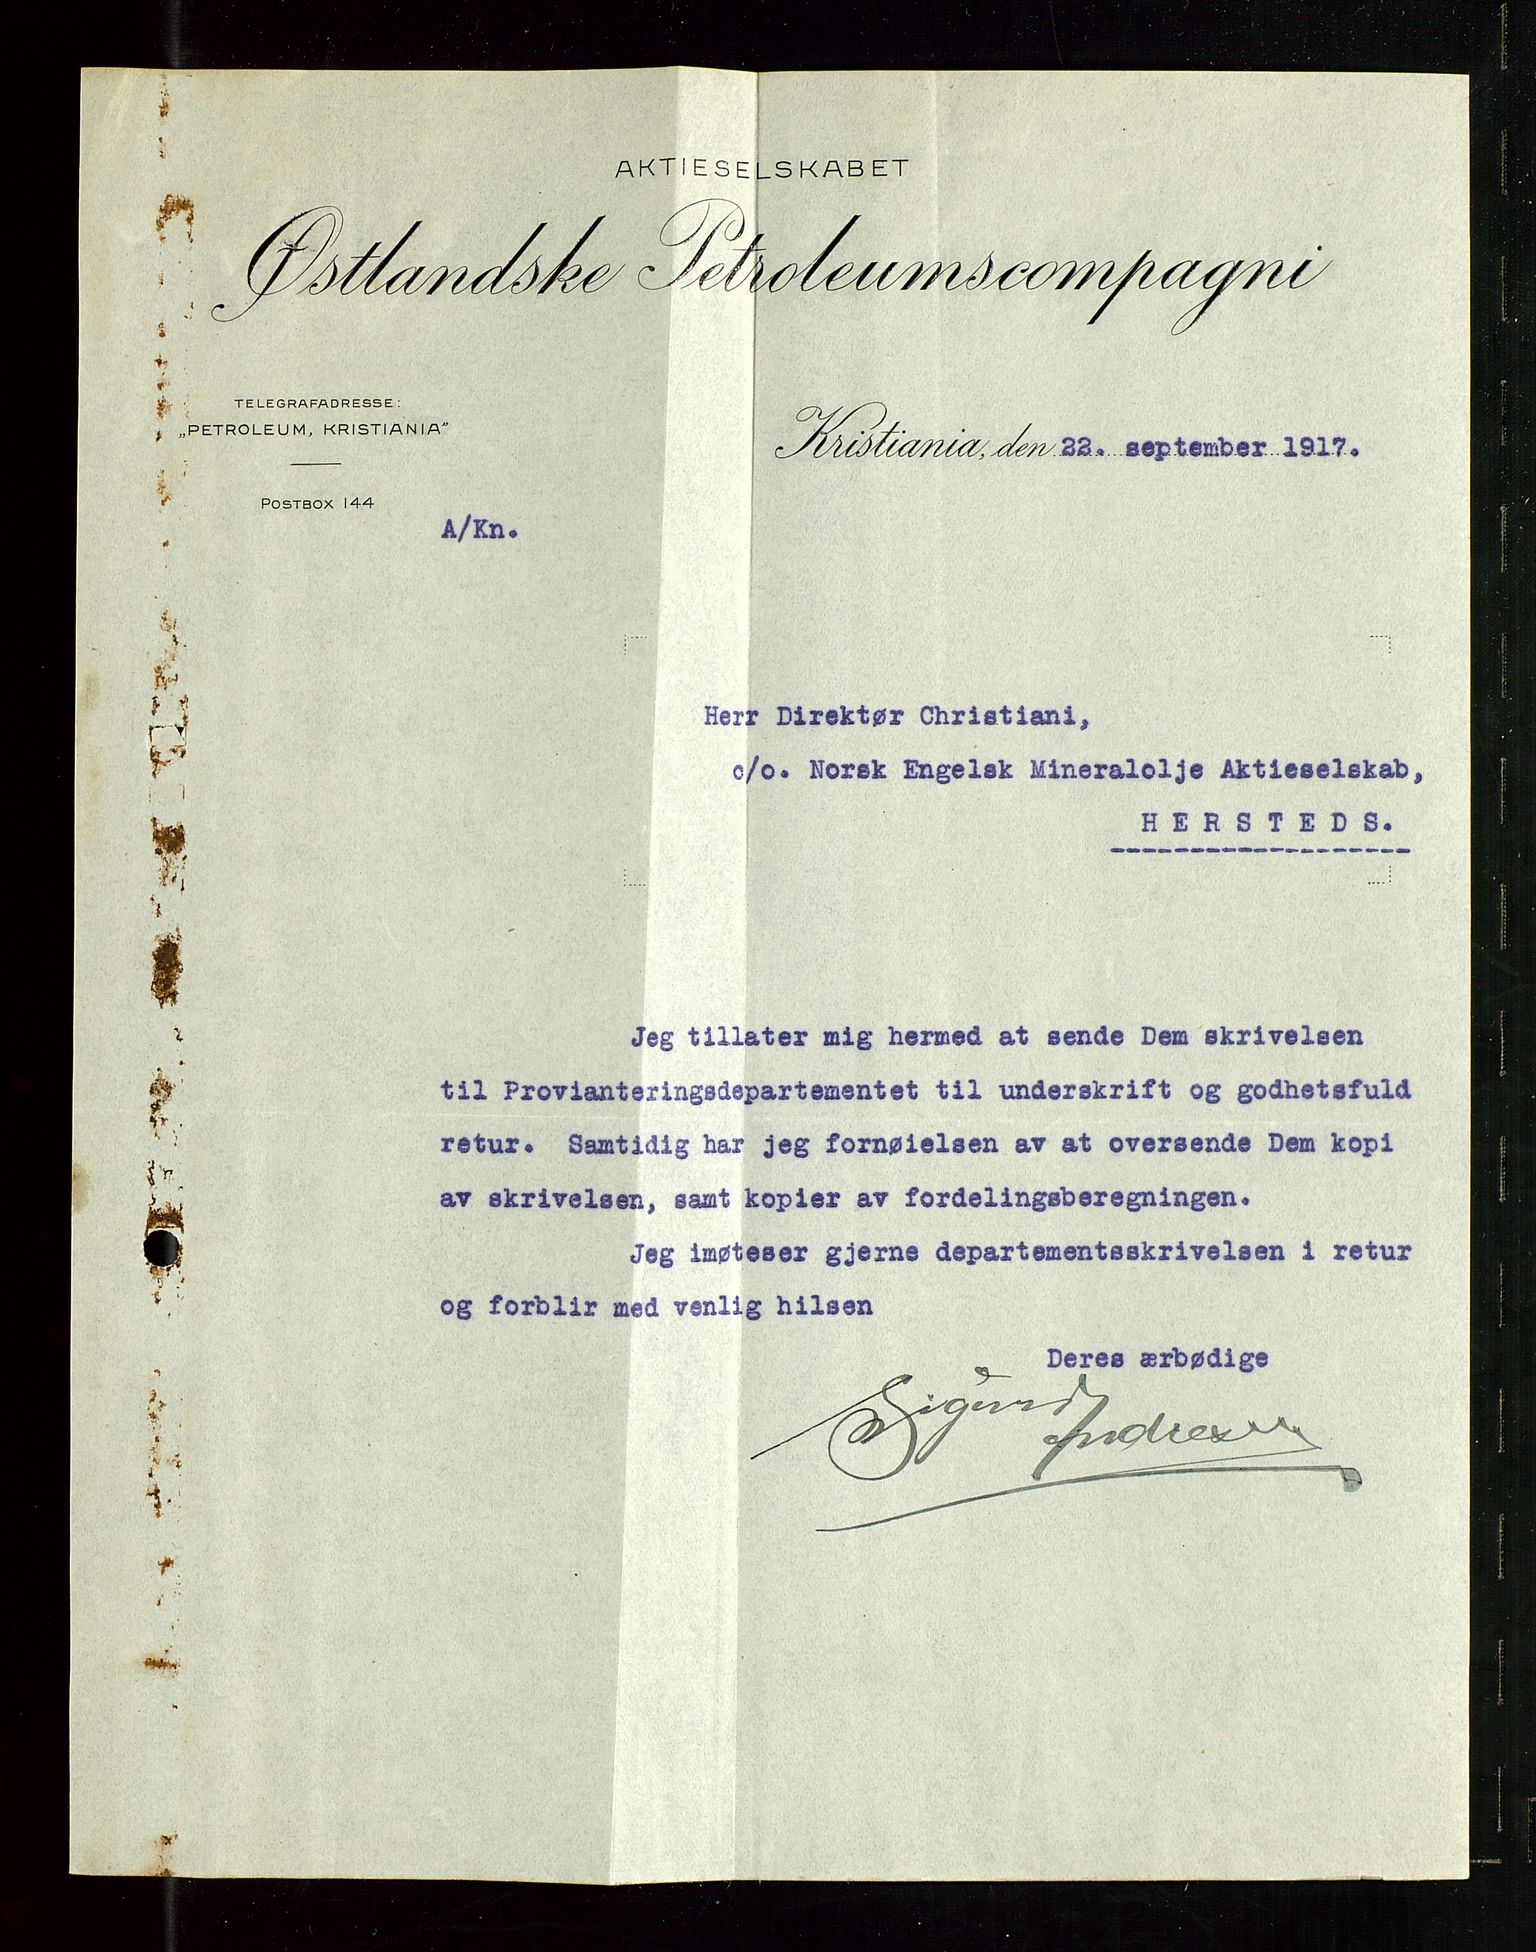 AKTIESELSKABET
Østlandske Petroleumscompagni
TELEGRAFADRESSE:
„PETROLEUM, KRISTIANIA"
POSTBOX 144
Kristiania, den 22. september 1917.
A/Kn.
Herr Direktør Christiani,
c/o. Norsk Engelsk Mineralolje Aktieselskab,
H E R S T E D S.
Jeg tillater mig hermed at sende Dem skrivelsen
til Provianteringsdepartementet til underskrift og godhetsfuld
retur. Samtidig har jeg fornøielsen av at oversende Dem kopi
av skrivelsen, samt kopier av fordelingsberegningen.
Jeg imøteser gjerne departementsskrivelsen i retur
og forblir med venlig hilsen
Deres ærbødige
Sigurd Andresen